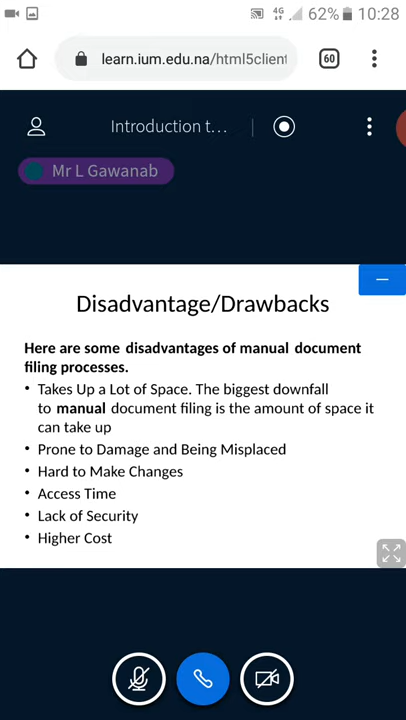 4G 62% 10:28
learn.ium.edu.na/html5client
60
Introduction t...
Mr L Gawanab
Disadvantage/Drawbacks
Here are some disadvantages of manual document
filing processes.
• Takes Up a Lot of Space. The biggest downfall
to manual document filing is the amount of space it
can take up
• Prone to Damage and Being Misplaced
• Hard to Make Changes
• Access Time
• Lack of Security
• Higher Cost